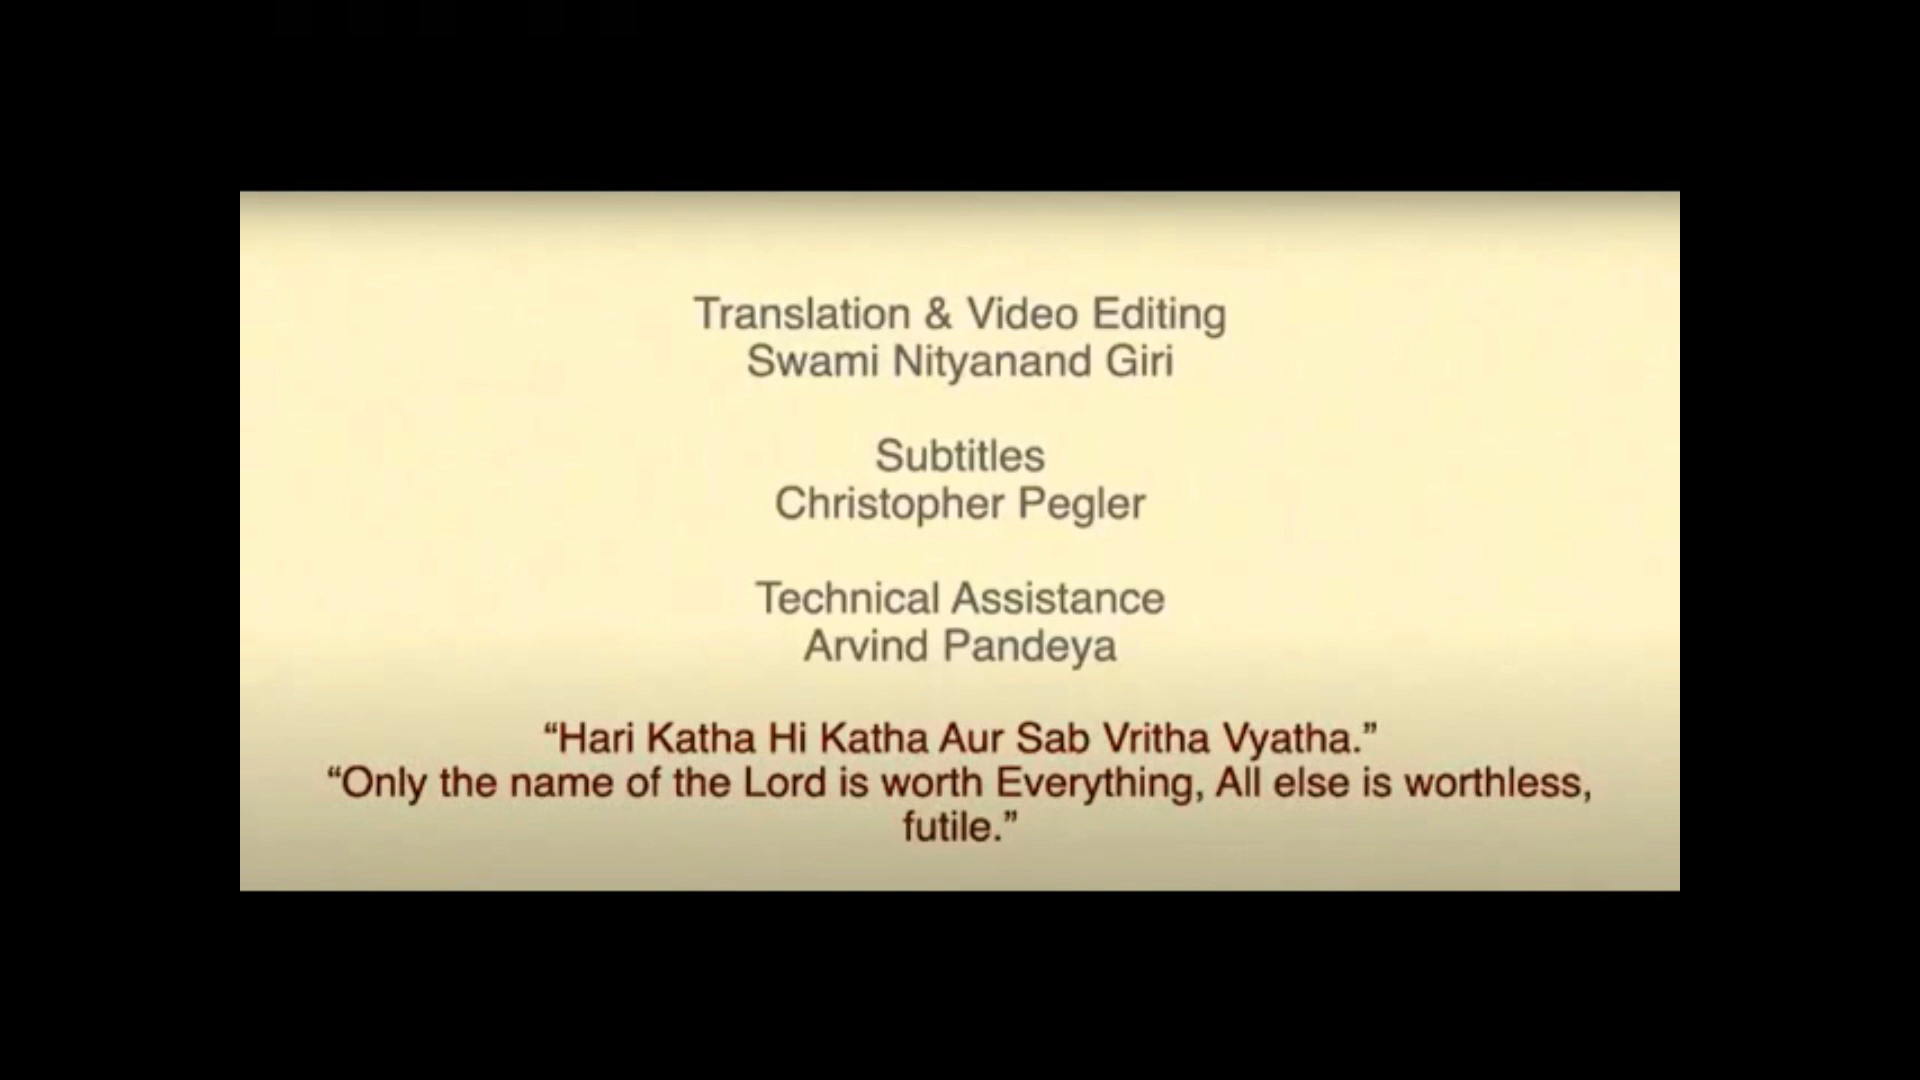 Translation & Video Editing
Swami Nityanand Giri
Subtitles
Christopher Pegler
Technical Assistance
Arvind Pandeya
“Hari Katha Hi Katha Aur Sab Vritha Vyatha.”
“Only the name of the Lord is worth Everything, All else is worthless,
futile.”